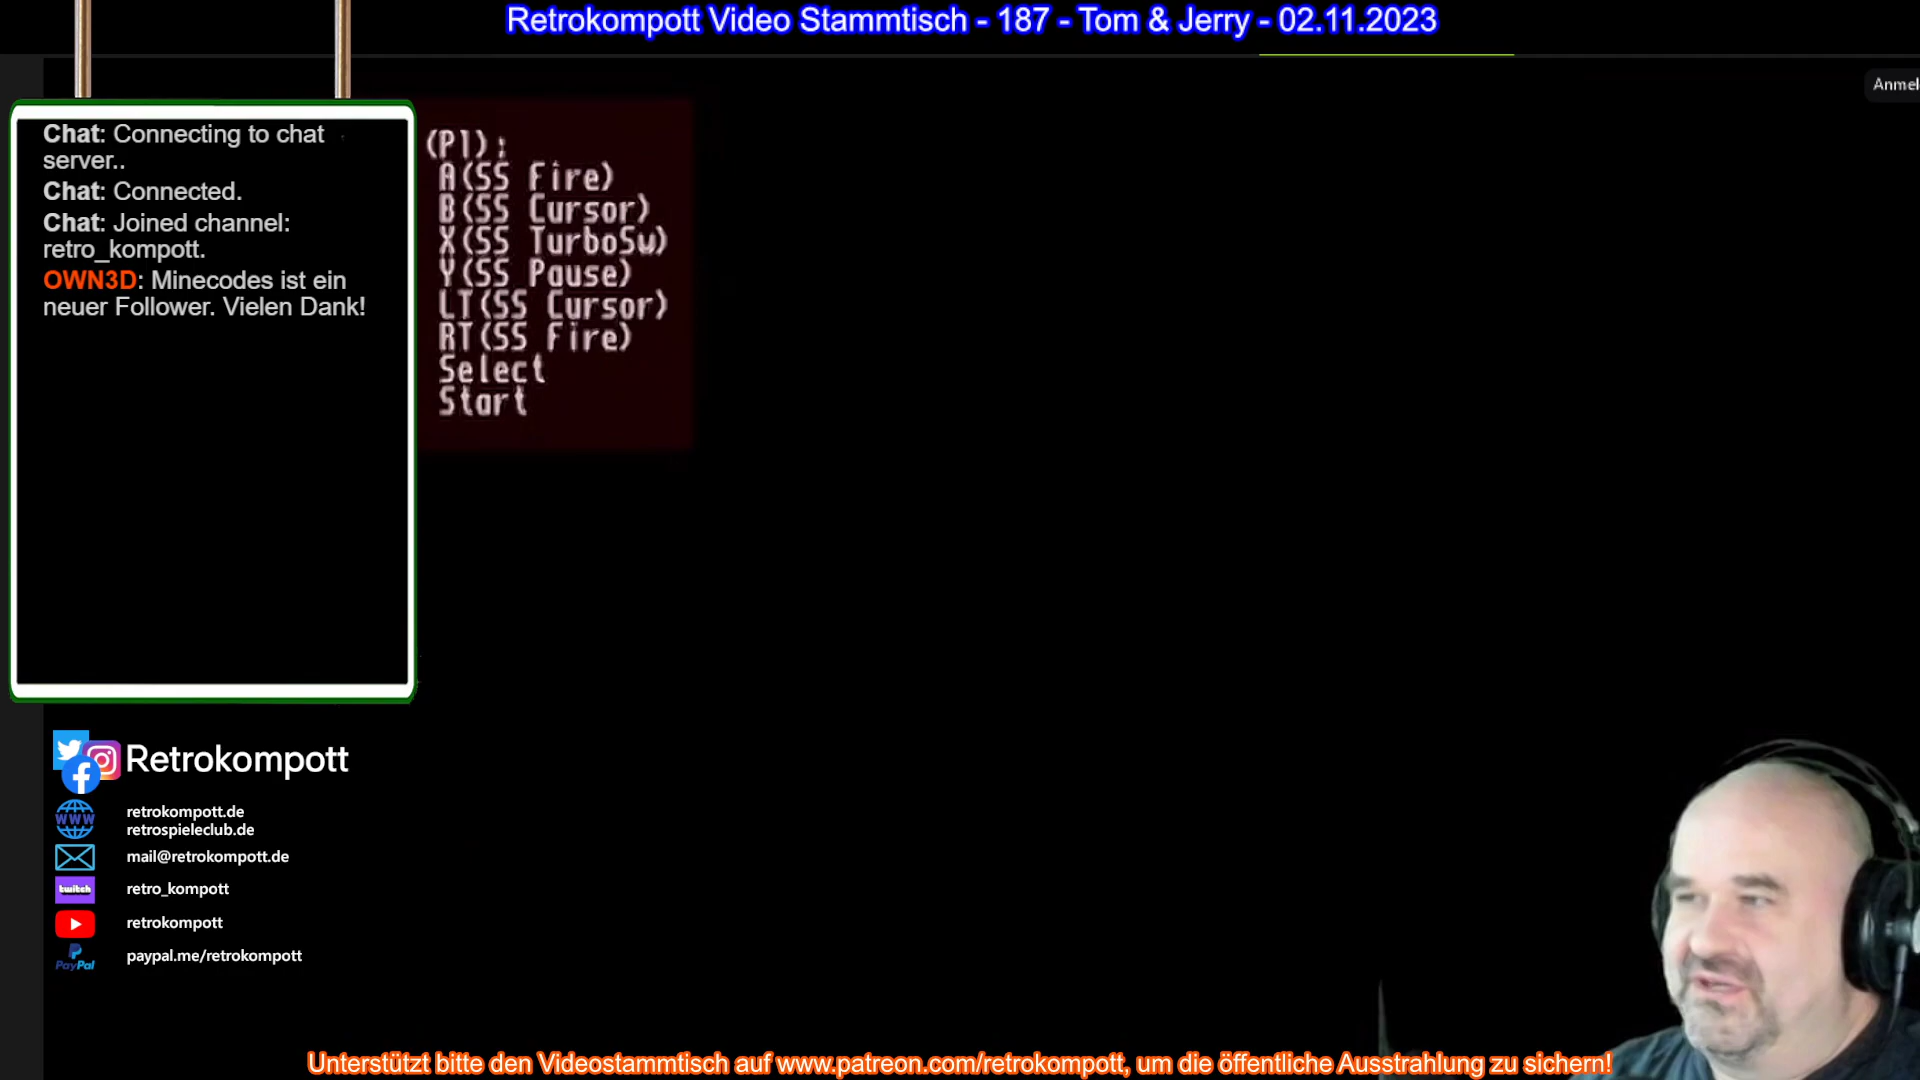 Retrokompott Video Stammtisch - 187 - Tom & Jerry - 02.11.2023
Chat: Connecting to chat
server..
Chat: Connected.
Chat: Joined channel:
retro_kompott.
OWN3D: Minecodes ist ein
neuer Follower. Vielen Dank!
(P1):
A(SS Fire)
B(SS Cursor)
X(SS TurboSw)
Y(SS Pause)
LT(SS Cursor)
RT(SS Fire)
Select
Start
Retrokompott
www
retrokompott.de
retrospieleclub.de
mail@retrokompott.de
twitch
retro_kompott
retrokompott
PayPal
paypal.me/retrokompott
Unterstützt bitte den Videostammtisch auf www.patreon.com/retrokompott, um die öffentliche Ausstrahlung zu sichern!